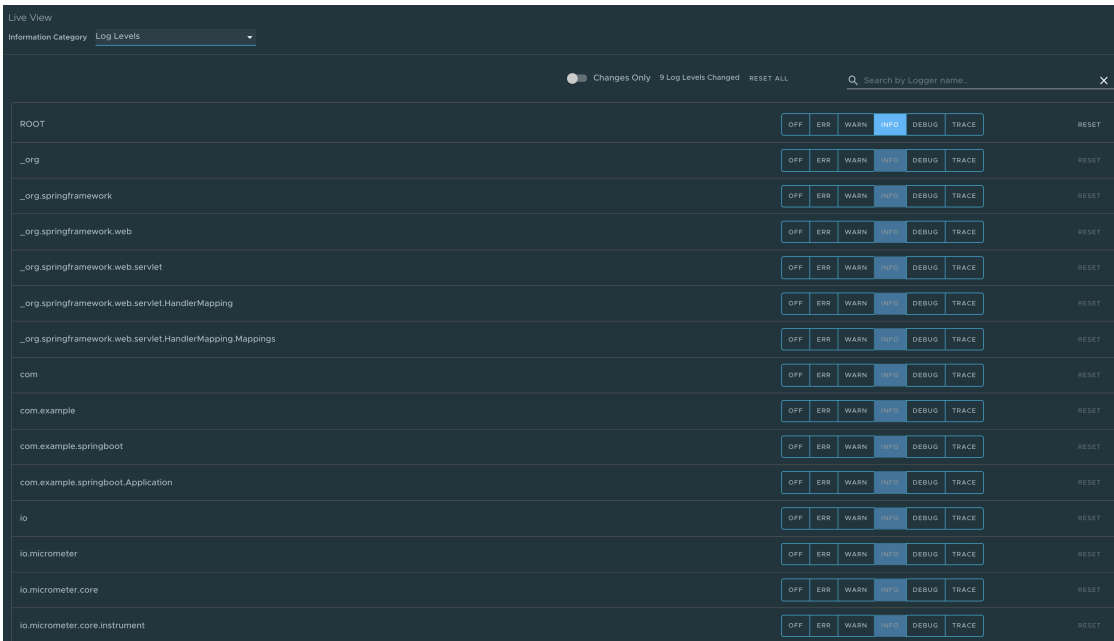 Live View
Information Category Log Levels
Changes Only 9 Log Levels Changed RESET ALL Search by Logger name..
ROOT OFF ERR WARN INFO DEBUG TRACE RESET
_org OFF ERR WARN INFO DEBUG TRACE RESET
_org.springframework OFF ERR WARN INFO DEBUG TRACE RESET
_org.springframework.web OFF ERR WARN INFO DEBUG TRACE RESET
_org.springframework.web.servlet OFF ERR WARN INFO DEBUG TRACE RESET
_org.springframework.web.servlet.HandlerMapping OFF ERR WARN INFO DEBUG TRACE RESET
_org.springframework.web.servlet.HandlerMapping.Mappings OFF ERR WARN INFO DEBUG TRACE RESET
com OFF ERR WARN INFO DEBUG TRACE RESET
com.example OFF ERR WARN INFO DEBUG TRACE RESET
com.example.springboot OFF ERR WARN INFO DEBUG TRACE RESET
com.example.springboot.Application OFF ERR WARN INFO DEBUG TRACE RESET
io OFF ERR WARN INFO DEBUG TRACE RESET
io.micrometer OFF ERR WARN INFO DEBUG TRACE RESET
io.micrometer.core OFF ERR WARN INFO DEBUG TRACE RESET
io.micrometer.core.instrument OFF ERR WARN INFO DEBUG TRACE RESET